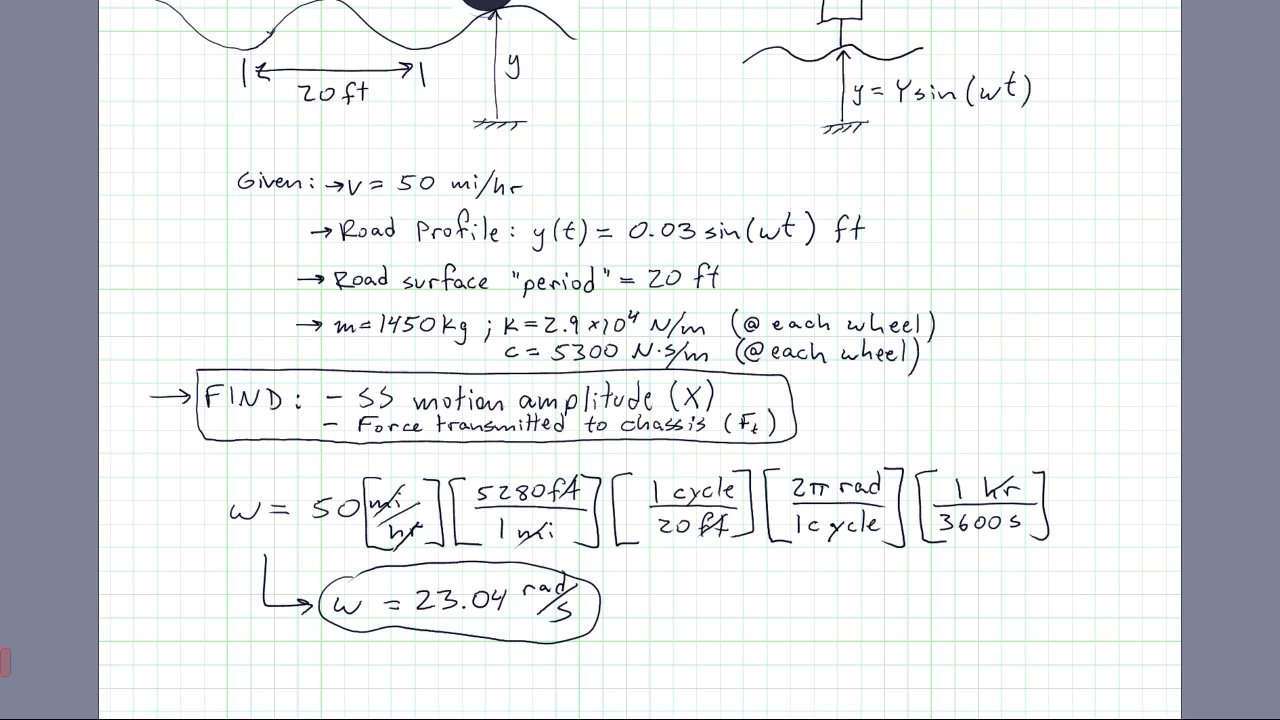 20 ft
y
y = Y sin(wt)
Given: → v = 50 mi/hr
→ Road Profile: y(t) = 0.03 sin(wt) ft
→ Road surface "period" = 20 ft
→ m = 1450 kg ; K = 2.9 × 10⁴ N/m (@ each wheel)
c = 5300 N·s/m (@ each wheel)
→ FIND: - SS motion amplitude (X)
- Force transmitted to chassis (Fₜ)
w = 50 [mi/hr] [5280 ft / 1 mi] [1 cycle / 20 ft] [2π rad / 1 cycle] [1 hr / 3600 s]
w = 23.04 rad/s